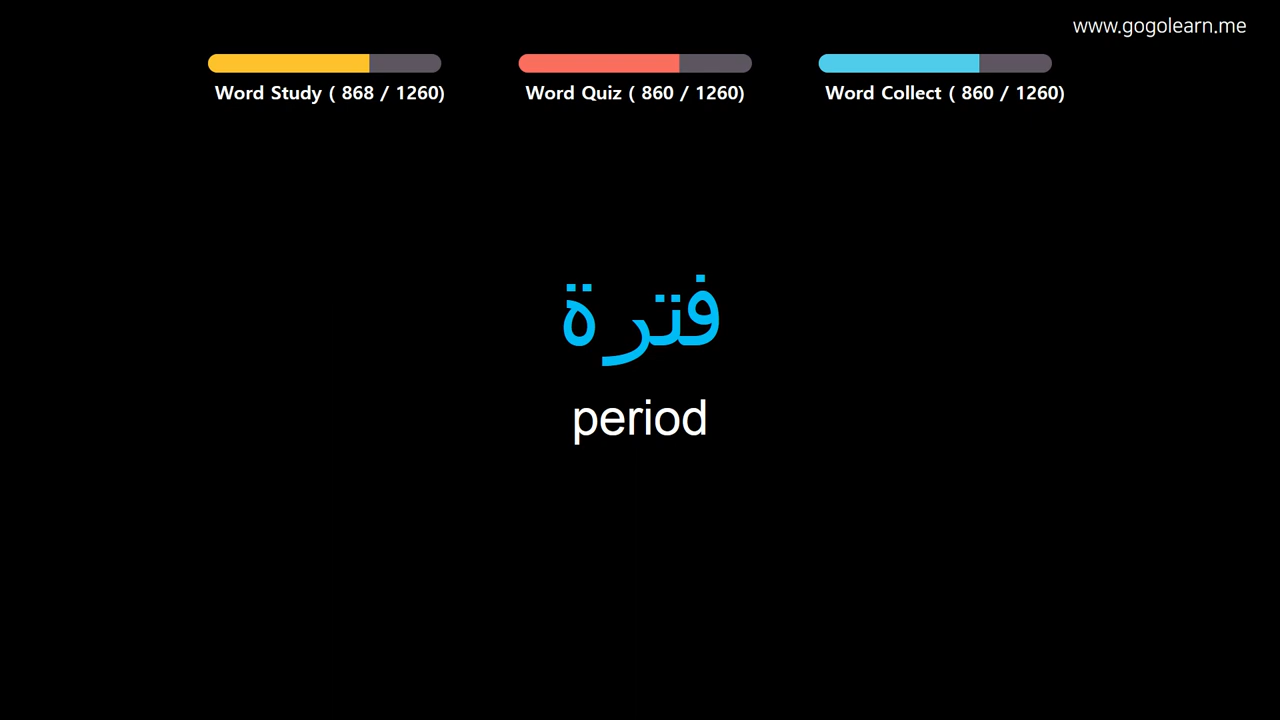 www.gogolearn.me
Word Study ( 868 / 1260)
Word Quiz ( 860 / 1260)
Word Collect ( 860 / 1260)
فترة
period